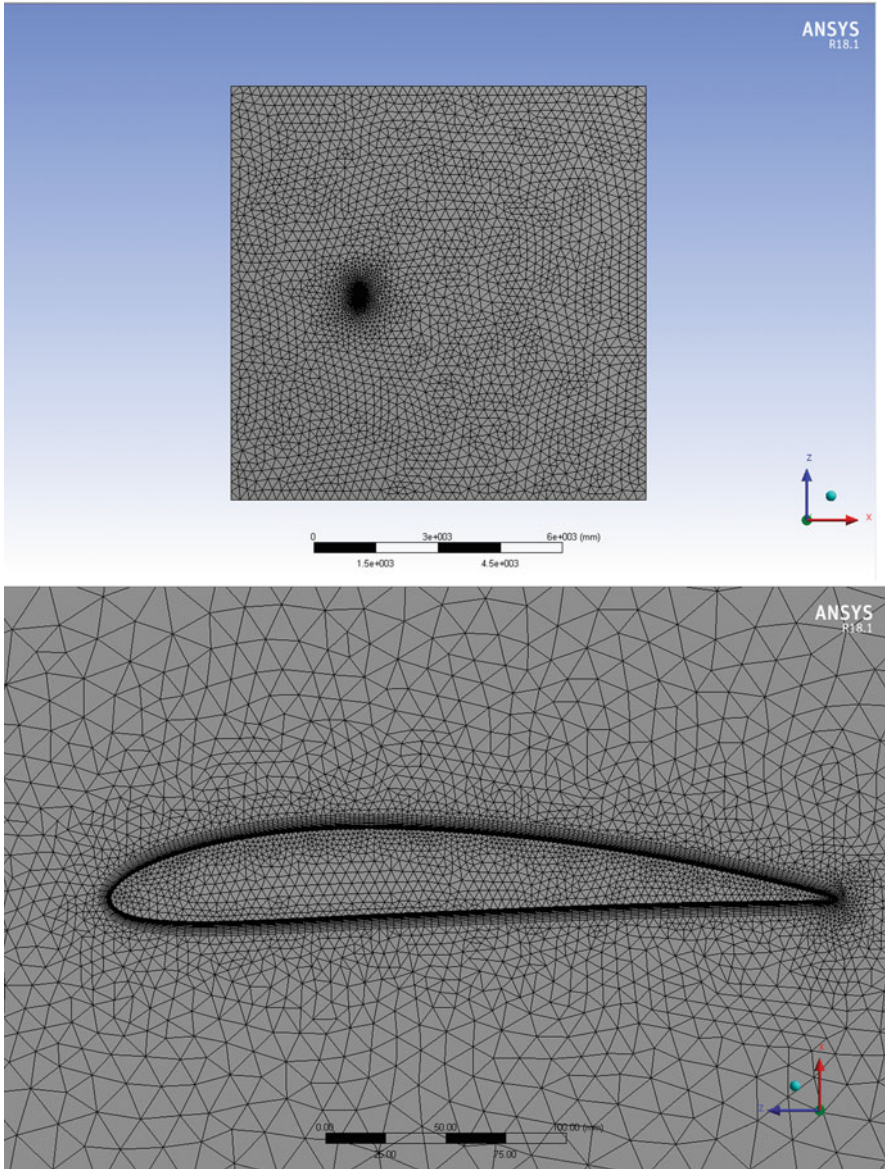 ANSYS
R18.1
Z
X
0 3e+003 6e+003 (mm)
1.5e+003 4.5e+003
ANSYS
R18.1
X
Z
0.00 50.00 100.00 (mm)
25.00 75.00